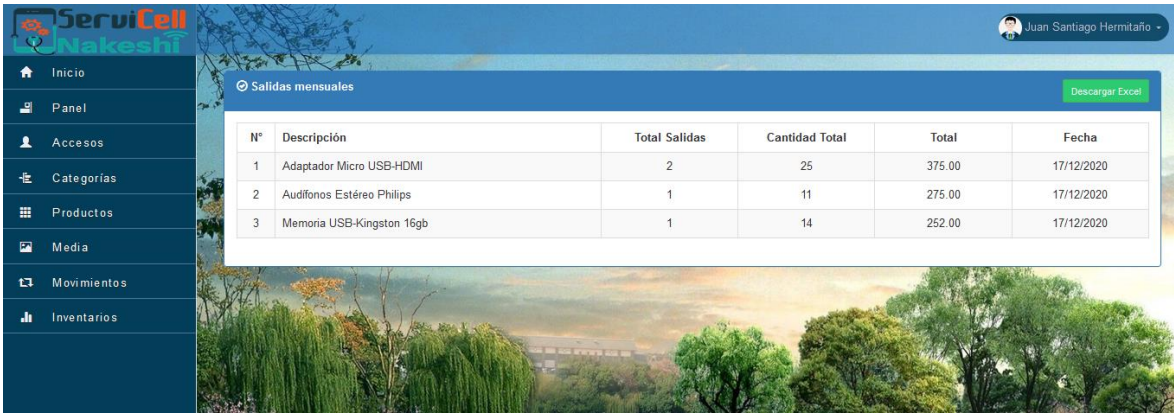 ServiCell
Nakeshi
Juan Santiago Hermitaño
Inicio
Panel
Accesos
Categorías
Productos
Media
Movimientos
Inventarios
Salidas mensuales
Descargar Excel
N° Descripción Total Salidas Cantidad Total Total Fecha
1 Adaptador Micro USB-HDMI 2 25 375.00 17/12/2020
2 Audífonos Estéreo Philips 1 11 275.00 17/12/2020
3 Memoria USB-Kingston 16gb 1 14 252.00 17/12/2020